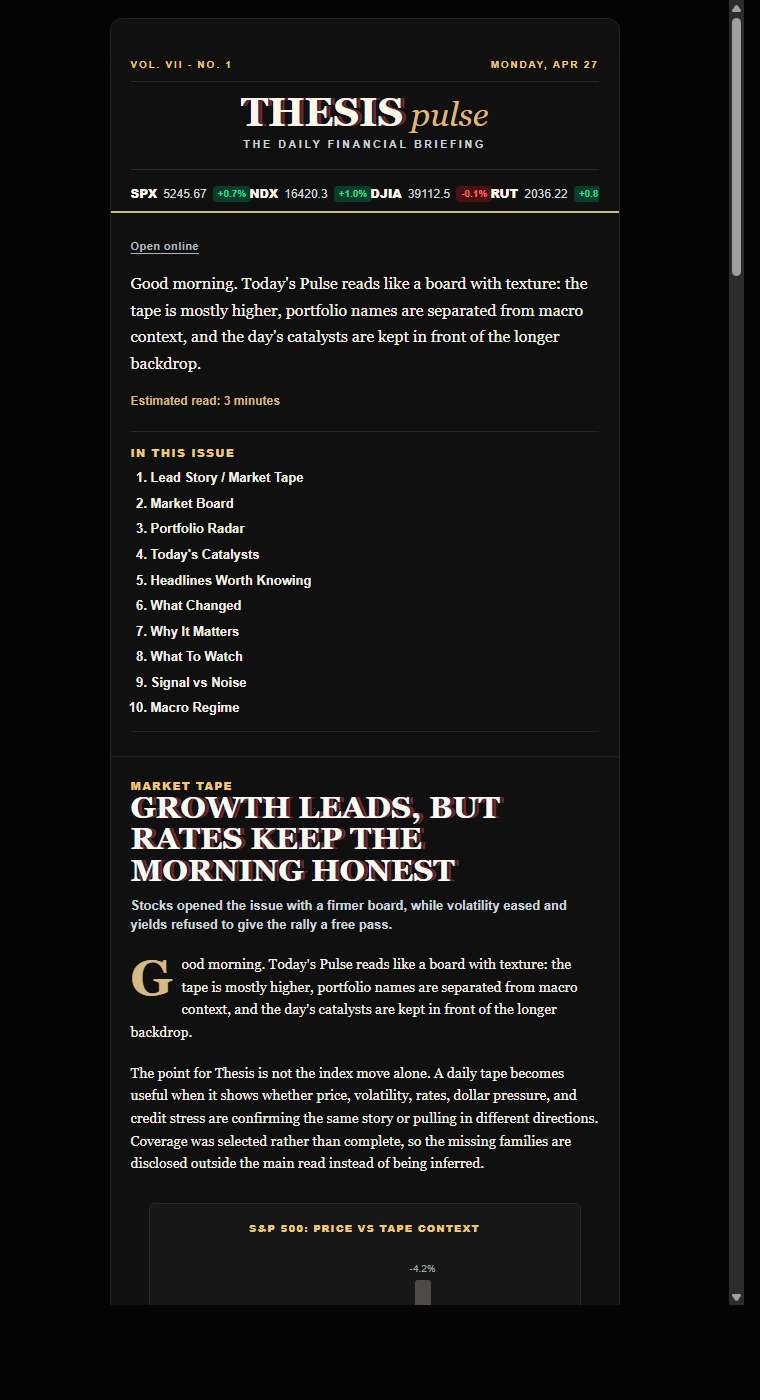 VOL. VII - NO. 1 MONDAY, APR 27
THESIS pulse
THE DAILY FINANCIAL BRIEFING
SPX 5245.67 +0.7% NDX 16420.3 +1.0% DJIA 39112.5 -0.1% RUT 2036.22 +0.8
Open online
Good morning. Today's Pulse reads like a board with texture: the
tape is mostly higher, portfolio names are separated from macro
context, and the day's catalysts are kept in front of the longer
backdrop.
Estimated read: 3 minutes
IN THIS ISSUE
1. Lead Story / Market Tape
2. Market Board
3. Portfolio Radar
4. Today's Catalysts
5. Headlines Worth Knowing
6. What Changed
7. Why It Matters
8. What To Watch
9. Signal vs Noise
10. Macro Regime
MARKET TAPE
GROWTH LEADS, BUT
RATES KEEP THE
MORNING HONEST
Stocks opened the issue with a firmer board, while volatility eased and
yields refused to give the rally a free pass.
Good morning. Today's Pulse reads like a board with texture: the
tape is mostly higher, portfolio names are separated from macro
context, and the day's catalysts are kept in front of the longer
backdrop.
The point for Thesis is not the index move alone. A daily tape becomes
useful when it shows whether price, volatility, rates, dollar pressure, and
credit stress are confirming the same story or pulling in different directions.
Coverage was selected rather than complete, so the missing families are
disclosed outside the main read instead of being inferred.
S&P 500: PRICE VS TAPE CONTEXT
-4.2%